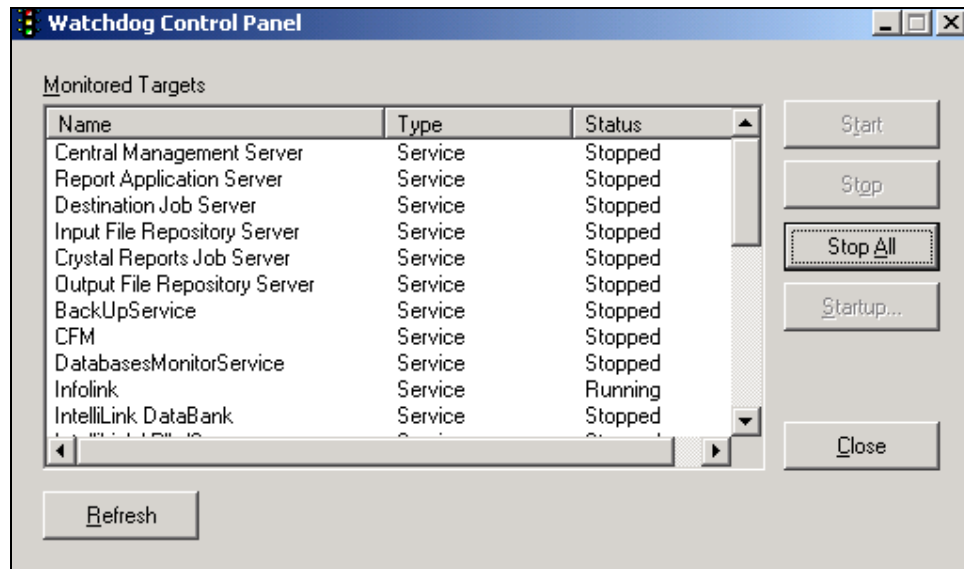 Watchdog Control Panel
Monitored Targets
Name Type Status
Central Management Server Service Stopped
Report Application Server Service Stopped
Destination Job Server Service Stopped
Input File Repository Server Service Stopped
Crystal Reports Job Server Service Stopped
Output File Repository Server Service Stopped
BackUpService Service Stopped
CFM Service Stopped
DatabasesMonitorService Service Stopped
Infolink Service Running
IntelliLink DataBank Service Stopped
Start
Stop
Stop All
Startup...
Close
Refresh